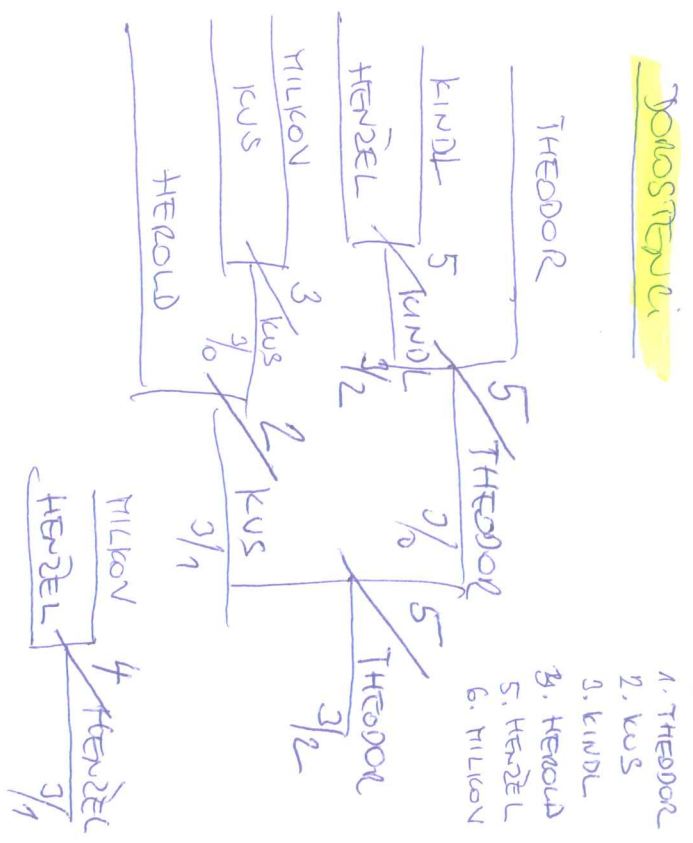 DOROSTENCI
THEODOR
KINDL
HENŽEL
MILKOV
KUS
HEROLD
5
KINDL
3/2
3
KUS
3/0
5
THEODOR
3/0
2
KUS
3/1
5
THEODOR
3/2
MILKOV
HENŽEL
4
HENŽEL
3/1
1. THEODOR
2. KUS
3. KINDL
3. HEROLD
5. HENŽEL
6. MILKOV